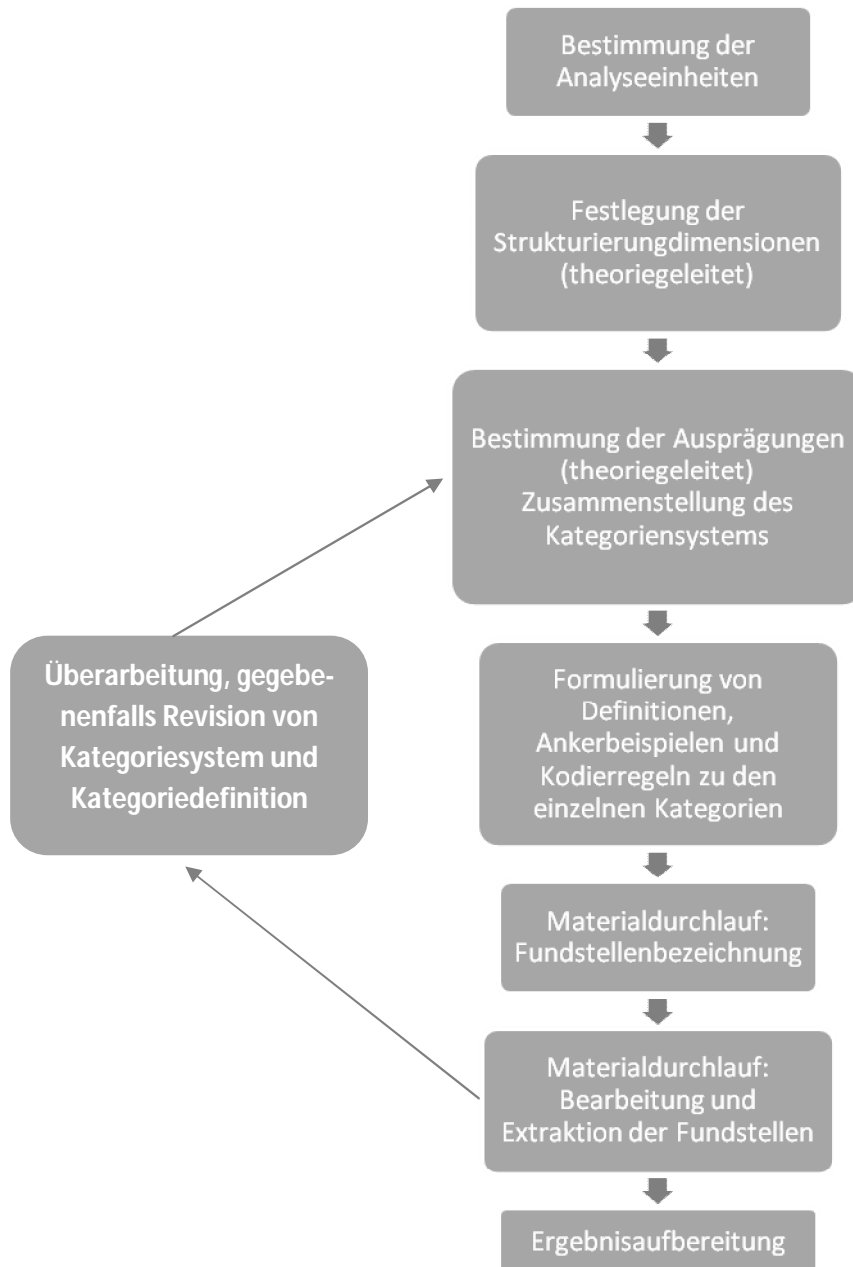 Bestimmung der
Analyseeinheiten
Festlegung der
Strukturierungdimensionen
(theoriegeleitet)
Bestimmung der Ausprägungen
(theoriegeleitet)
Zusammenstellung des
Kategoriensystems
Überarbeitung, gegebe-
nenfalls Revision von
Kategoriesystem und
Kategoriedefinition
Formulierung von
Definitionen,
Ankerbeispielen und
Kodierregeln zu den
einzelnen Kategorien
Materialdurchlauf:
Fundstellenbezeichnung
Materialdurchlauf:
Bearbeitung und
Extraktion der Fundstellen
Ergebnisaufbereitung